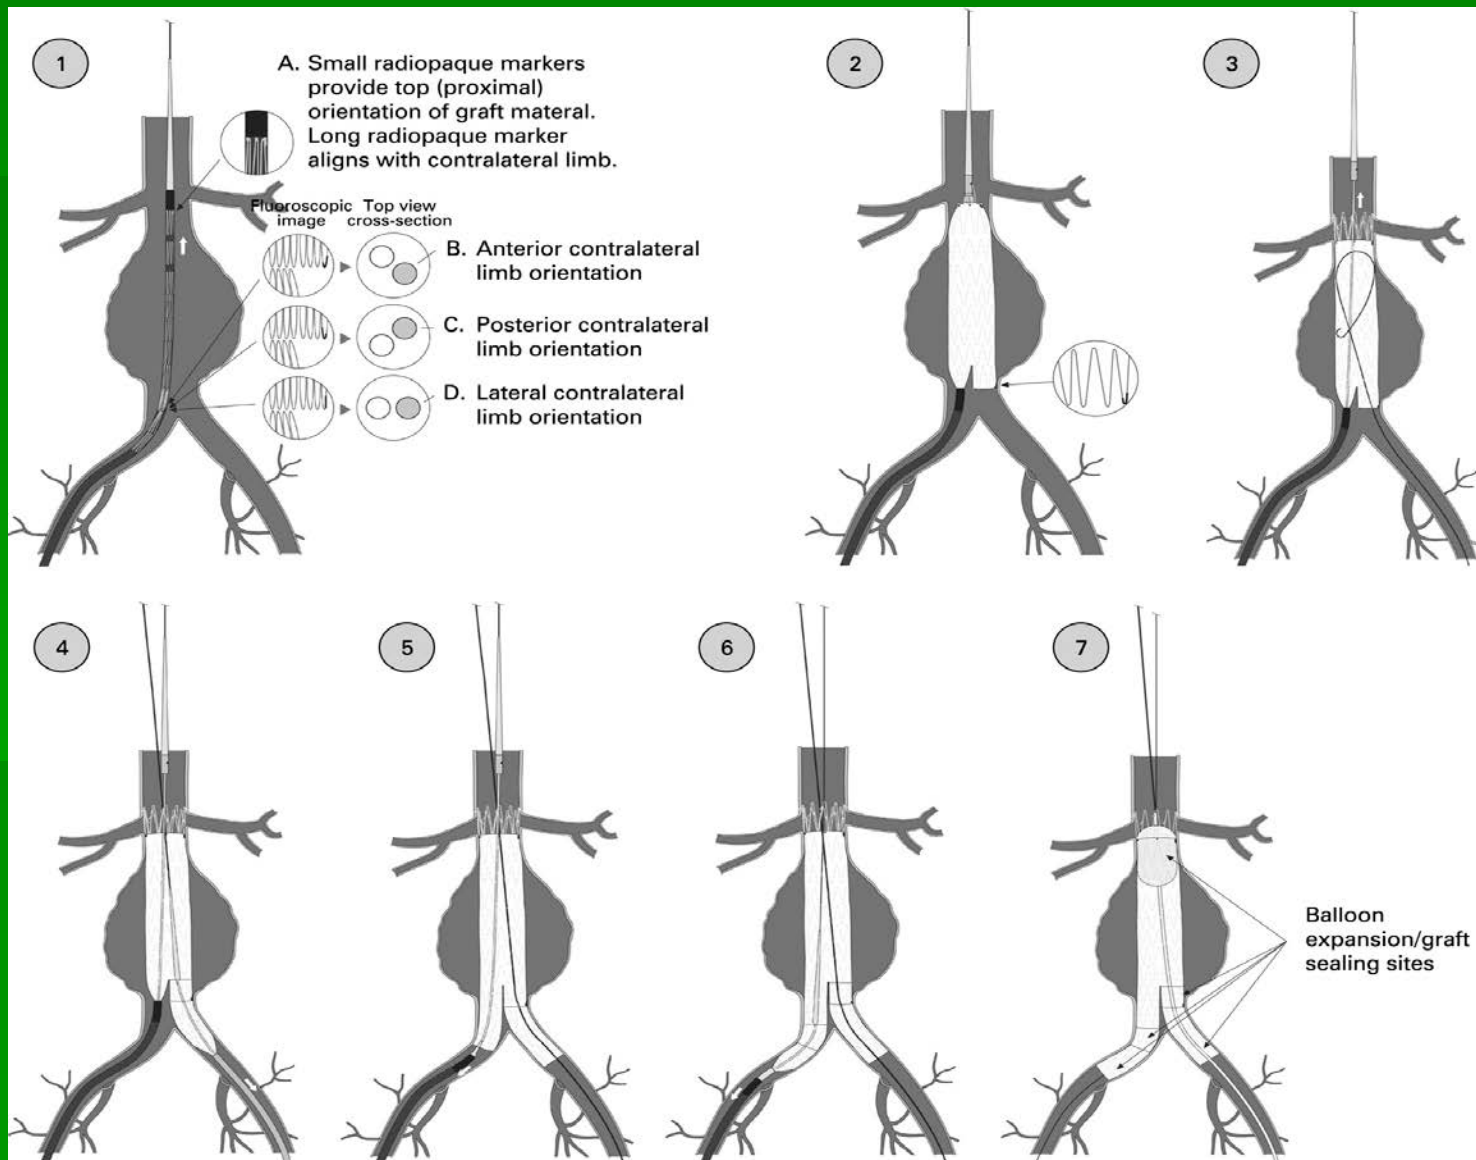 1
A. Small radiopaque markers
provide top (proximal)
orientation of graft materal.
Long radiopaque marker
aligns with contralateral limb.
Fluoroscopic Top view
image cross-section
B. Anterior contralateral
limb orientation
C. Posterior contralateral
limb orientation
D. Lateral contralateral
limb orientation
2
3
4
5
6
7
Balloon
expansion/graft
sealing sites